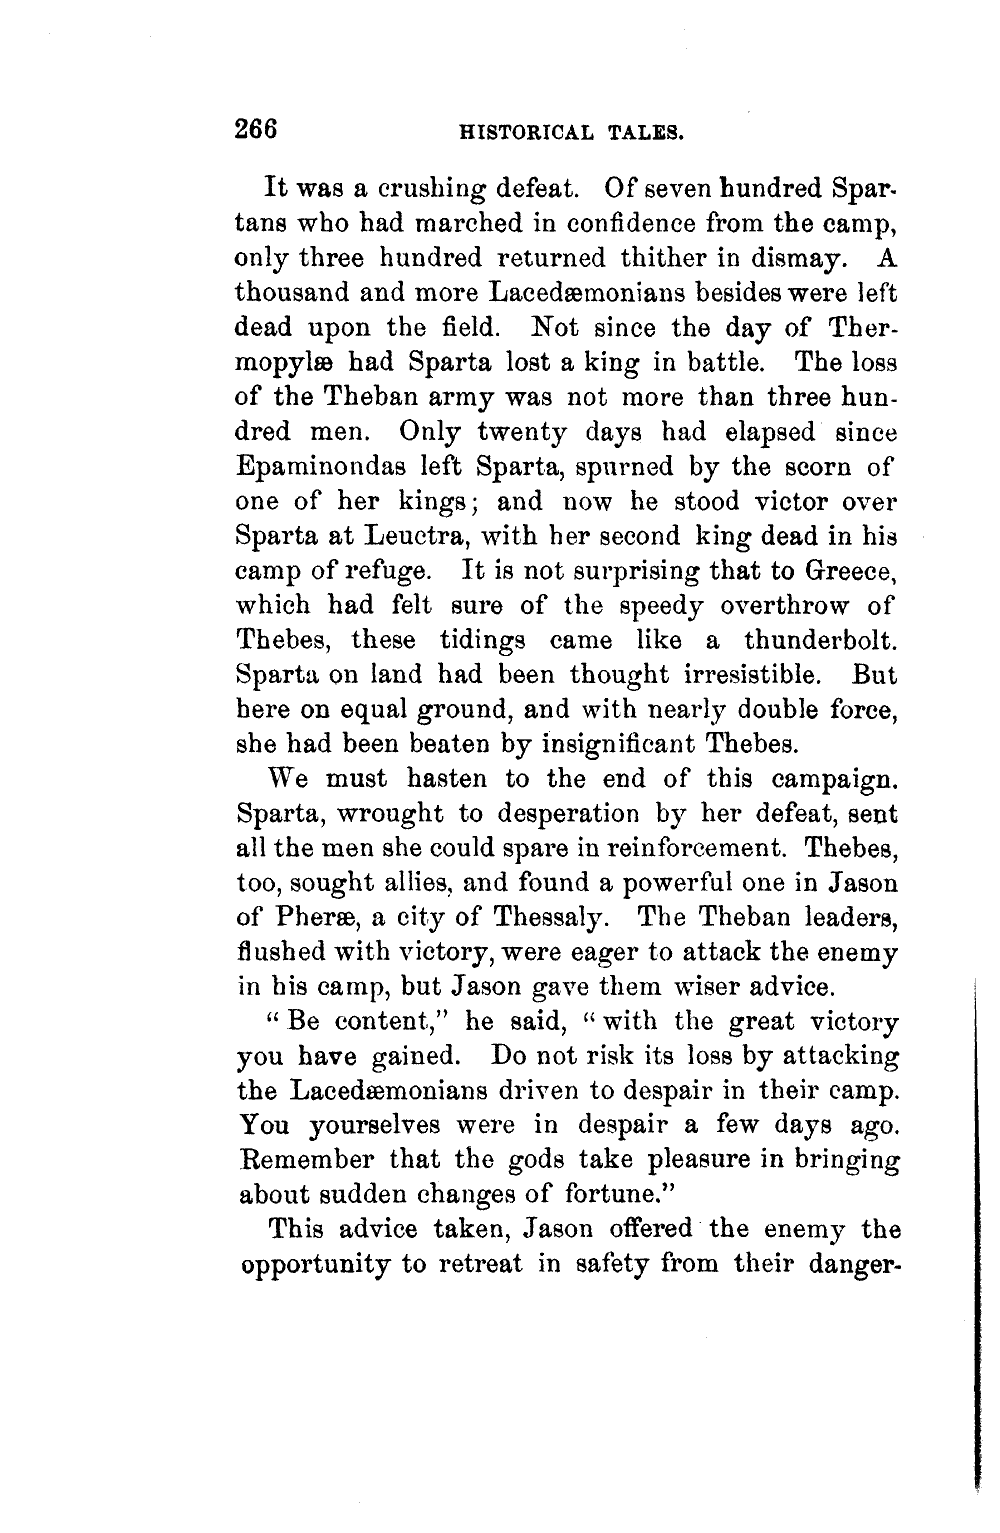 266 HISTORICAL TALES.
It was a crushing defeat. Of seven hundred Spar-
tans who had marched in confidence from the camp,
only three hundred returned thither in dismay. A
thousand and more Lacedæmonians besides were left
dead upon the field. Not since the day of Ther-
mopylæ had Sparta lost a king in battle. The loss
of the Theban army was not more than three hun-
dred men. Only twenty days had elapsed since
Epaminondas left Sparta, spurned by the scorn of
one of her kings; and now he stood victor over
Sparta at Leuctra, with her second king dead in his
camp of refuge. It is not surprising that to Greece,
which had felt sure of the speedy overthrow of
Thebes, these tidings came like a thunderbolt.
Sparta on land had been thought irresistible. But
here on equal ground, and with nearly double force,
she had been beaten by insignificant Thebes.
We must hasten to the end of this campaign.
Sparta, wrought to desperation by her defeat, sent
all the men she could spare in reinforcement. Thebes,
too, sought allies, and found a powerful one in Jason
of Pheræ, a city of Thessaly. The Theban leaders,
flushed with victory, were eager to attack the enemy
in his camp, but Jason gave them wiser advice.
“Be content,” he said, “with the great victory
you have gained. Do not risk its loss by attacking
the Lacedæmonians driven to despair in their camp.
You yourselves were in despair a few days ago.
Remember that the gods take pleasure in bringing
about sudden changes of fortune.”
This advice taken, Jason offered the enemy the
opportunity to retreat in safety from their danger-